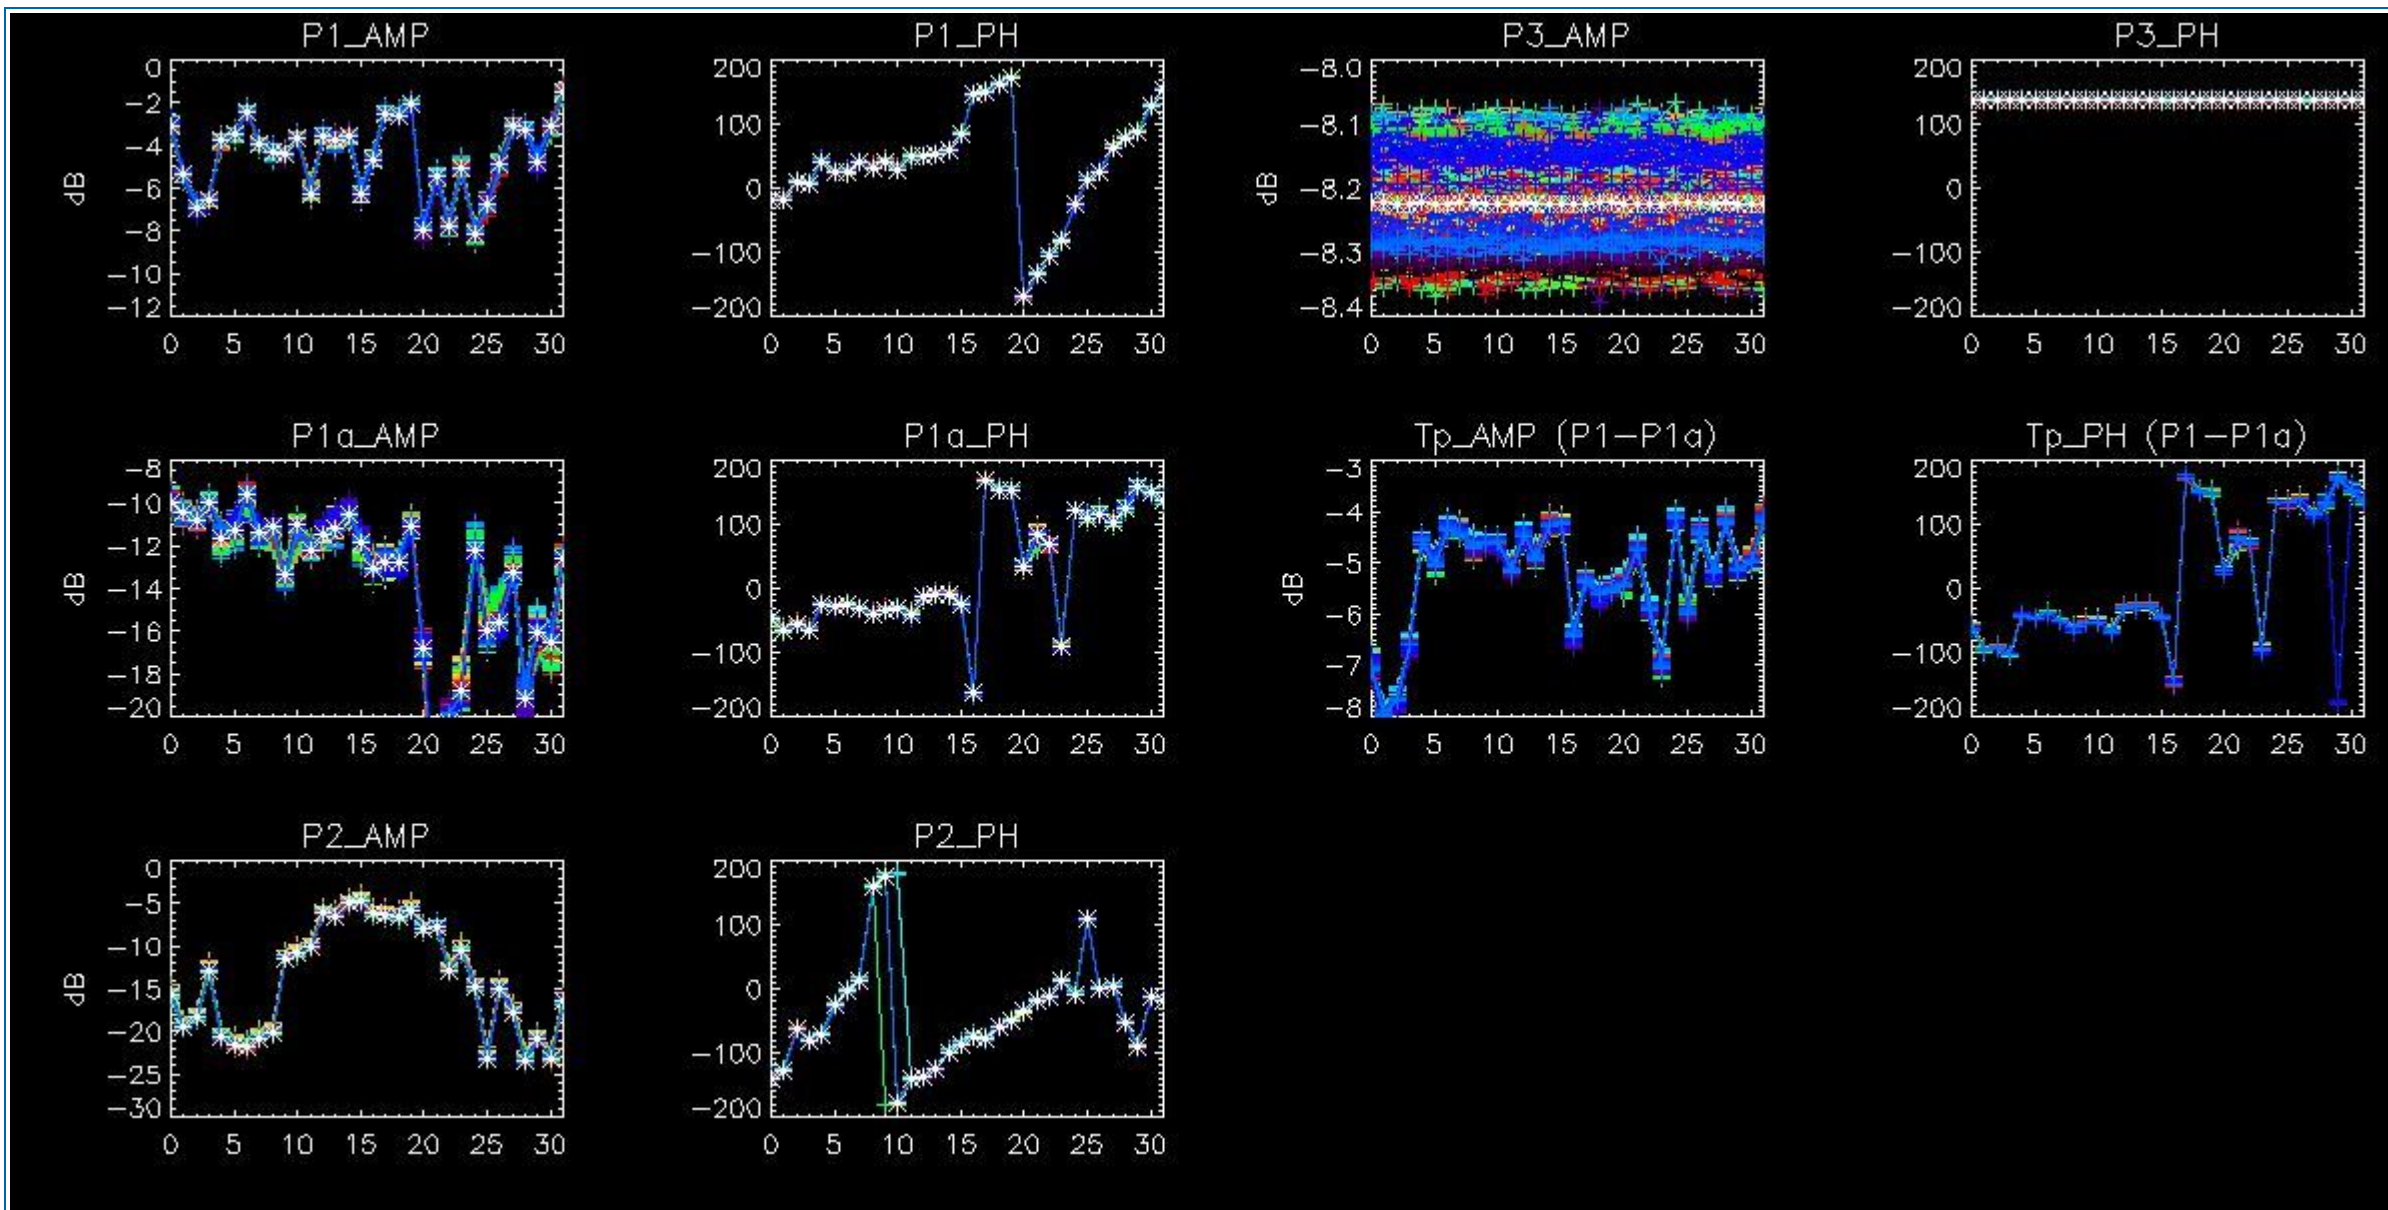 P1_AMP P1_PH P3_AMP P3_PH
0 200 -8.0 200
-2 100 -8.1 100
-4 0 -8.2 0
-6 -100 -8.3 -100
-8 -200 -8.4 -200
-10
-12
dB dB
0 5 10 15 20 25 30 0 5 10 15 20 25 30 0 5 10 15 20 25 30 0 5 10 15 20 25 30
P1a_AMP P1a_PH Tp_AMP (P1-P1a) Tp_PH (P1-P1a)
-8 200 -3 200
-10 100 -4 100
-12 0 -5 0
-14 -100 -6 -100
-16 -200 -7 -200
-18 -8
-20
dB dB
0 5 10 15 20 25 30 0 5 10 15 20 25 30 0 5 10 15 20 25 30 0 5 10 15 20 25 30
P2_AMP P2_PH
0 200
-5 100
-10 0
-15 -100
-20 -200
-25
-30
dB
0 5 10 15 20 25 30 0 5 10 15 20 25 30